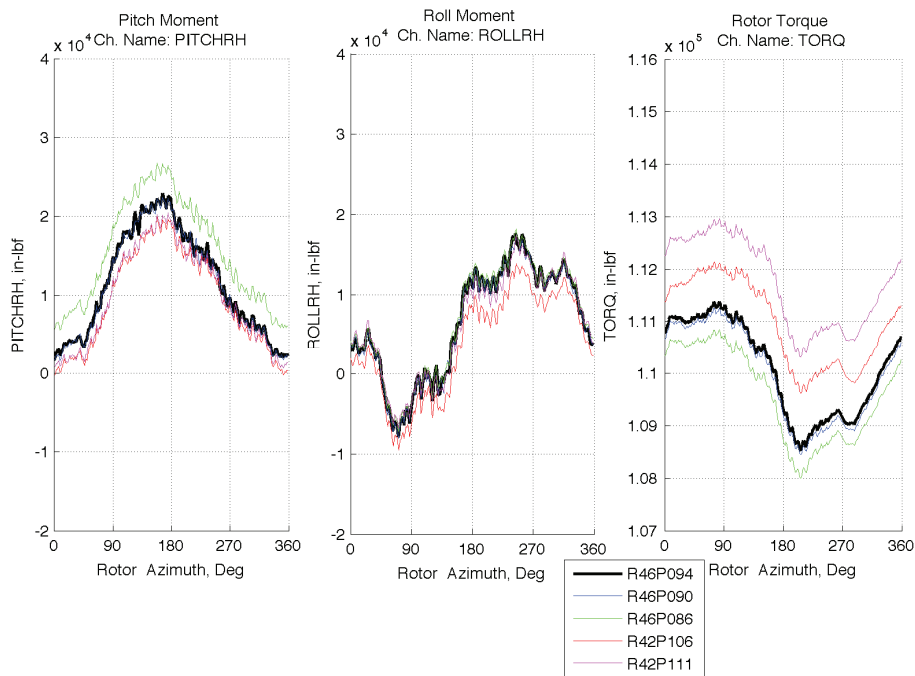 Pitch Moment
Ch. Name: PITCHRH
x 10^4
4
3
2
1
0
-1
-2
PITCHRH, in-lbf
0 90 180 270 360
Rotor Azimuth, Deg
Roll Moment
Ch. Name: ROLLRH
x 10^4
4
3
2
1
0
-1
-2
ROLLRH, in-lbf
0 90 180 270 360
Rotor Azimuth, Deg
Rotor Torque
Ch. Name: TORQ
x 10^5
1.16
1.15
1.14
1.13
1.12
1.11
1.1
1.09
1.08
1.07
TORQ, in-lbf
0 90 180 270 360
Rotor Azimuth, Deg
R46P094
R46P090
R46P086
R42P106
R42P111